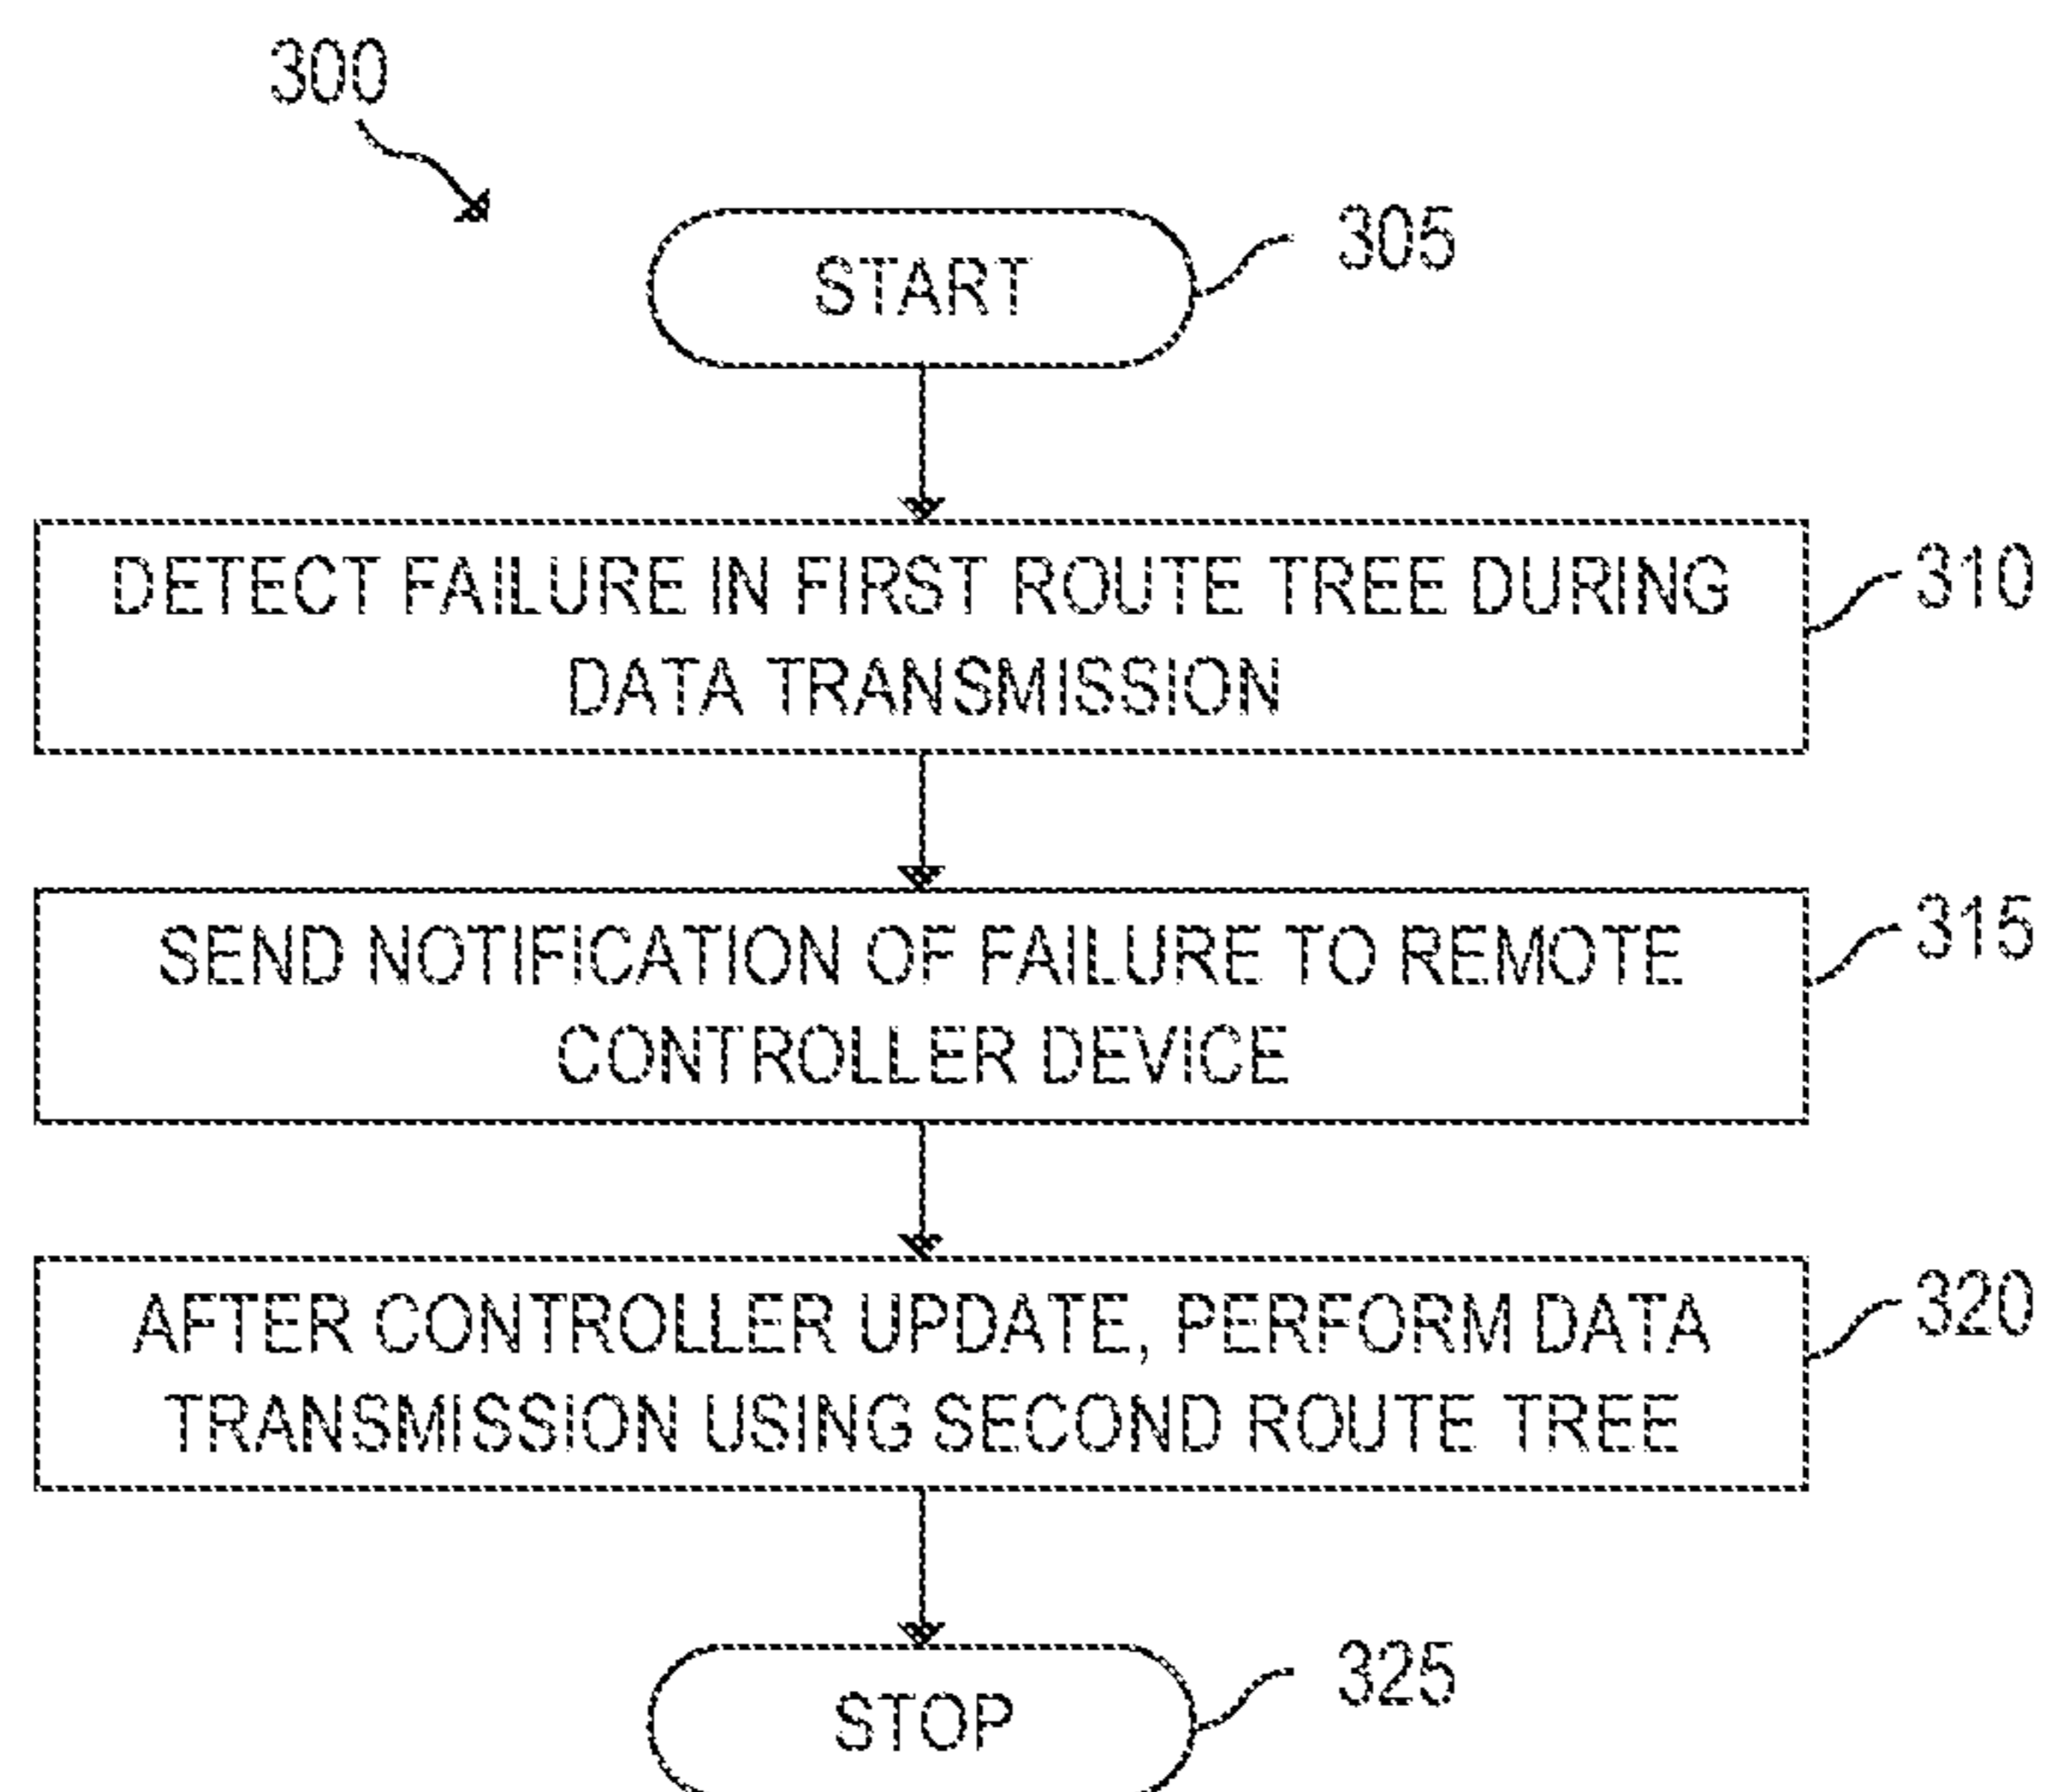 300
START
305
DETECT FAILURE IN FIRST ROUTE TREE DURING
DATA TRANSMISSION
310
SEND NOTIFICATION OF FAILURE TO REMOTE
CONTROLLER DEVICE
315
AFTER CONTROLLER UPDATE, PERFORM DATA
TRANSMISSION USING SECOND ROUTE TREE
320
STOP
325